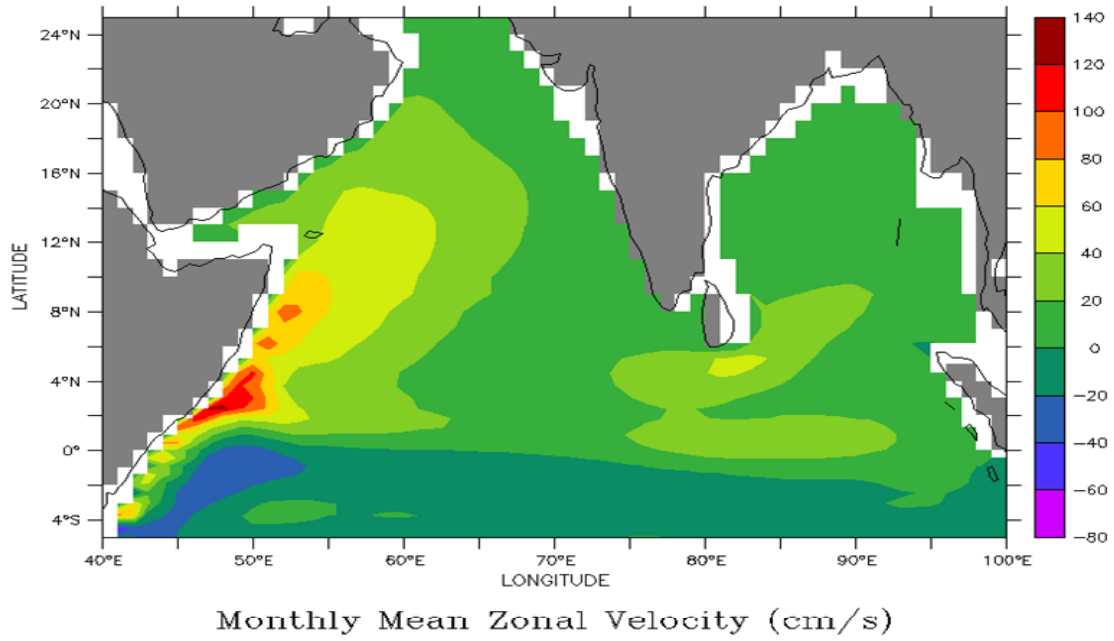 24°N
20°N
16°N
12°N
8°N
4°N
0°
4°S
LATITUDE
40°E 50°E 60°E 70°E 80°E 90°E 100°E
LONGITUDE
140
120
100
80
60
40
20
0
−20
−40
−60
−80
Monthly Mean Zonal Velocity (cm/s)